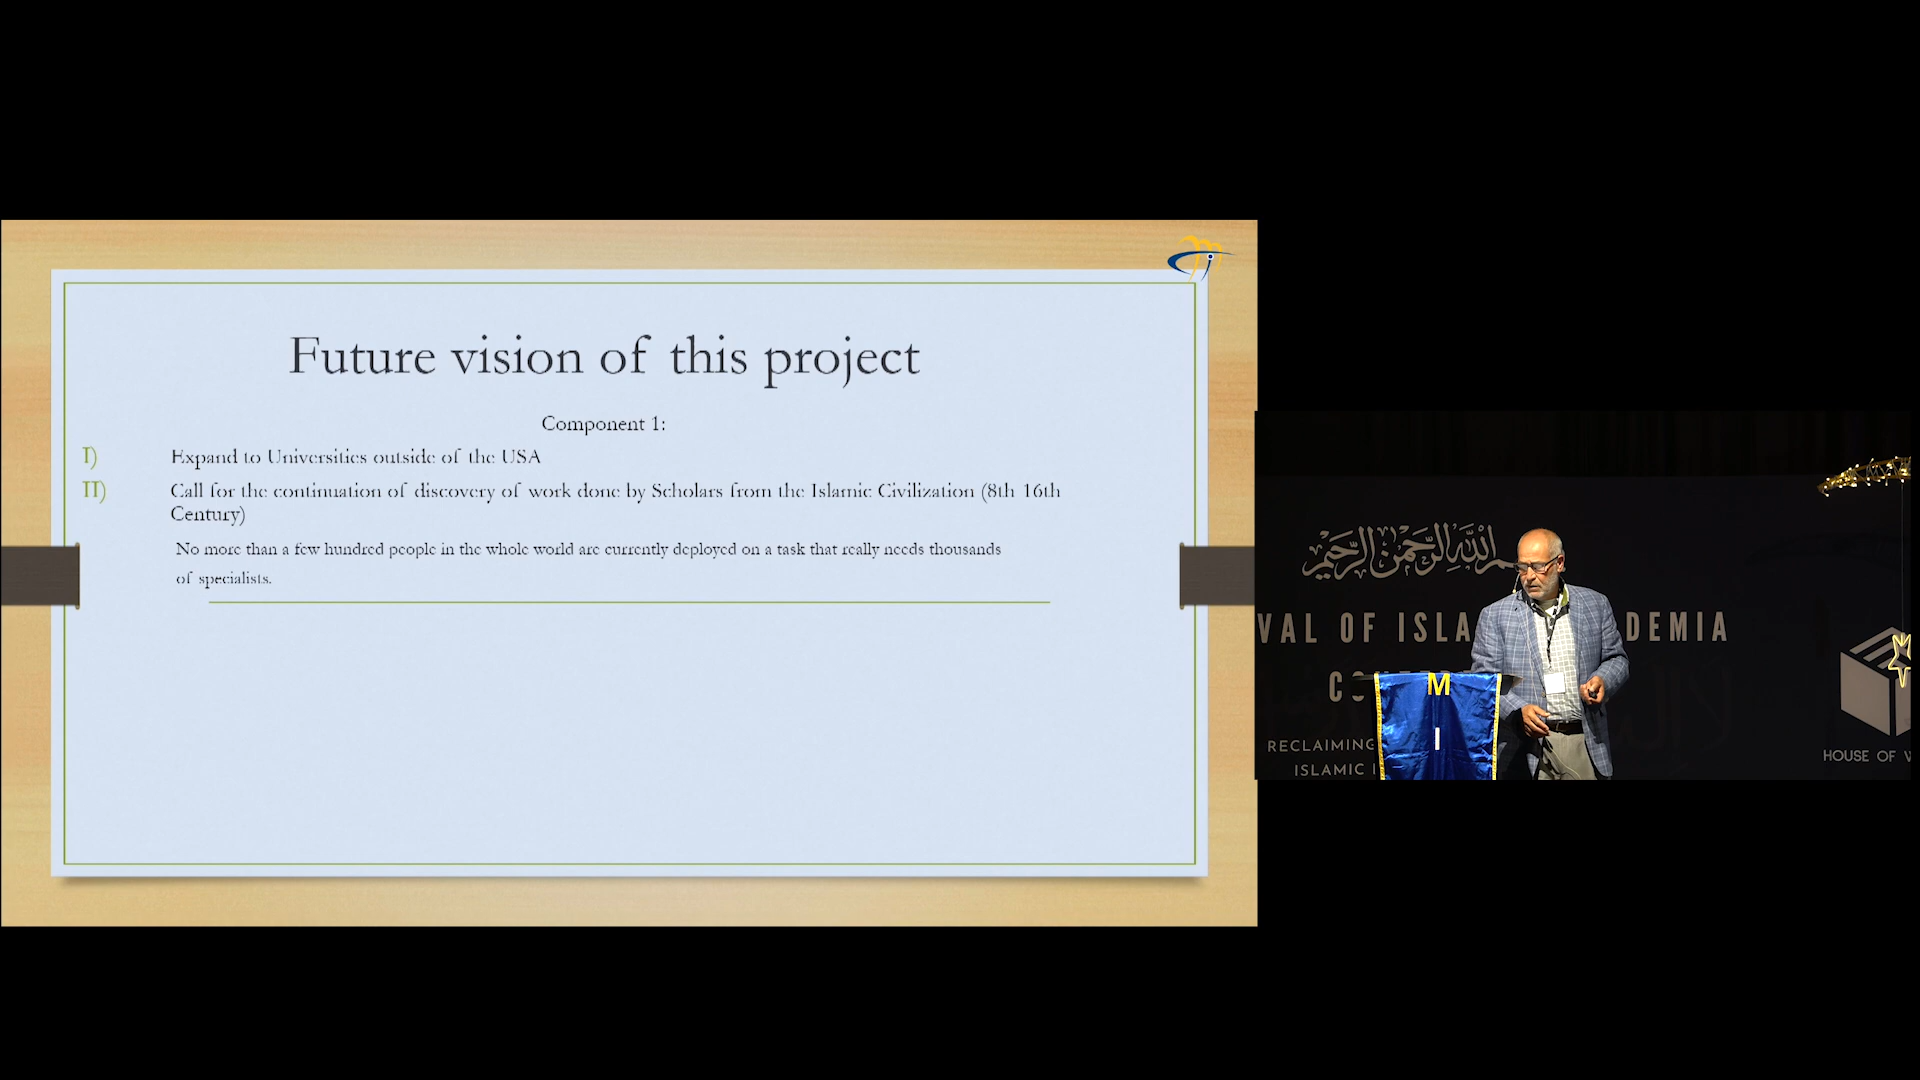 Future vision of this project
Component 1:
I) Expand to Universities outside of the USA
II) Call for the continuation of discovery of work done by Scholars from the Islamic Civilization (8th 16th
Century)
No more than a few hundred people in the whole world are currently deployed on a task that really needs thousands
of specialists.
الله الرحمن الرحيم
VAL OF ISLA DEMIA
RECLAIMING
ISLAMIC
HOUSE OF
M